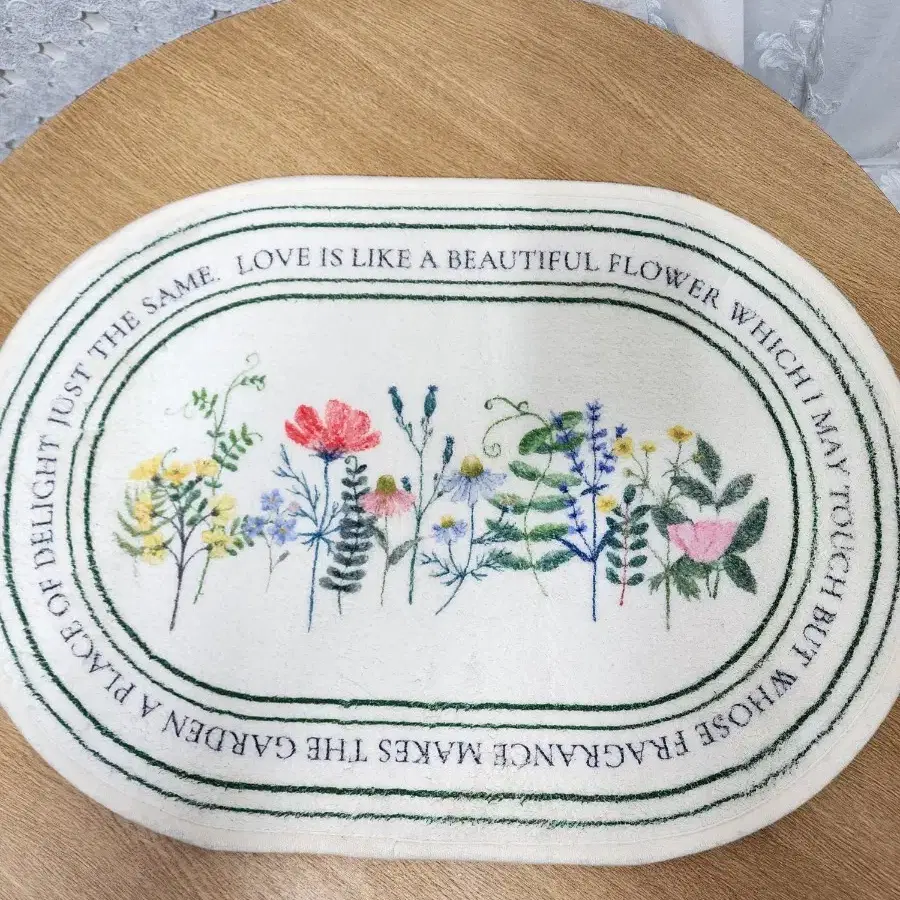 LOVE IS LIKE A BEAUTIFUL FLOWER WHICH I MAY TOUCH BUT WHOSE FRAGRANCE MAKES THE GARDEN A PLACE OF DELIGHT JUST THE SAME.